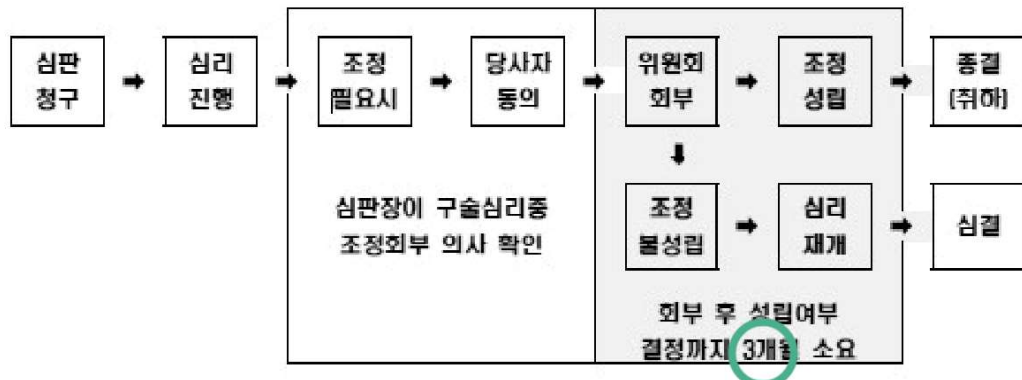 심판
청구
심리
진행
조정
필요시
당사자
동의
위원회
회부
조정
성립
종결
(취하)
조정
불성립
심리
재개
심결
심판장이 구술심리중
조정회부 의사 확인
회부 후 성립여부
결정까지 3개월 소요